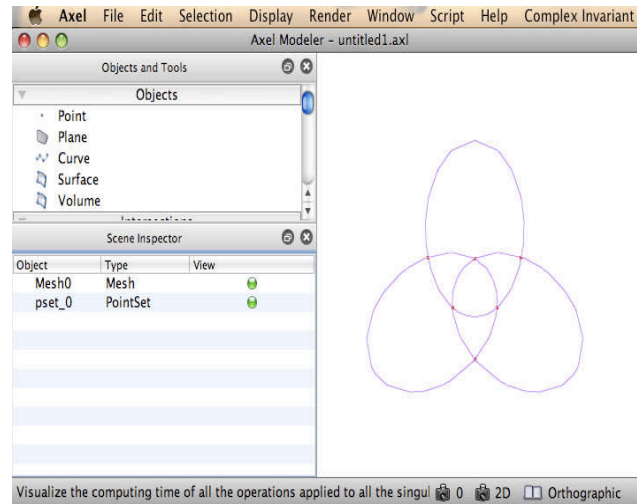 Axel File Edit Selection Display Render Window Script Help Complex Invariant
Axel Modeler - untitled1.axl
Objects and Tools
Objects
Point
Plane
Curve
Surface
Volume
Scene Inspector
Object Type View
Mesh0 Mesh
pset_0 PointSet
Visualize the computing time of all the operations applied to all the singul 0 2D Orthographic